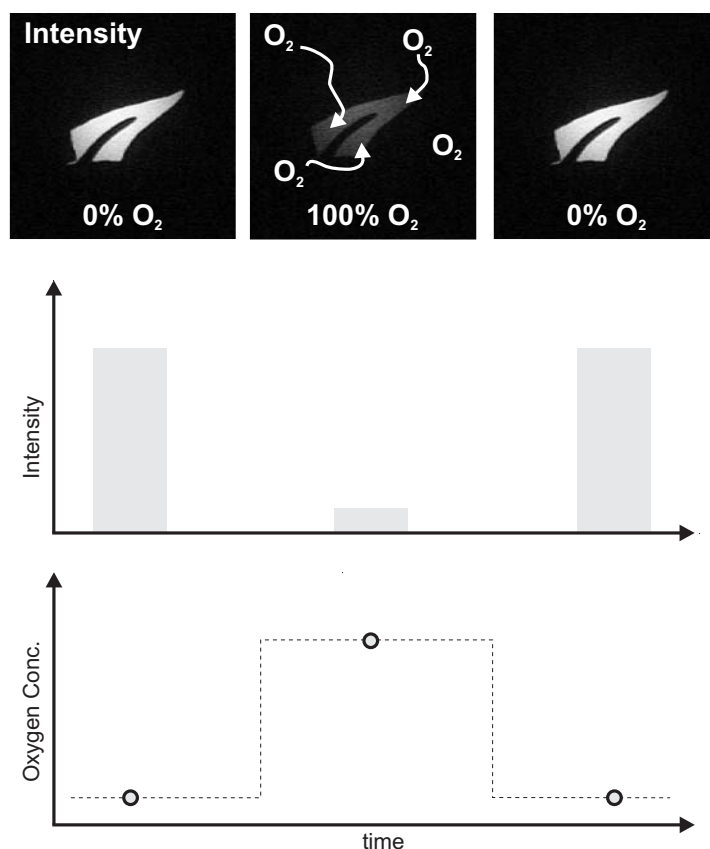 Intensity
O₂
O₂
O₂
O₂
0% O₂
100% O₂
0% O₂
Intensity
Oxygen Conc.
time